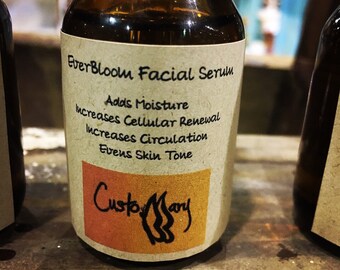 EverBloom Facial Serum
Adds Moisture
Increases Cellular Renewal
Increases Circulation
Evens Skin Tone
CustoMary